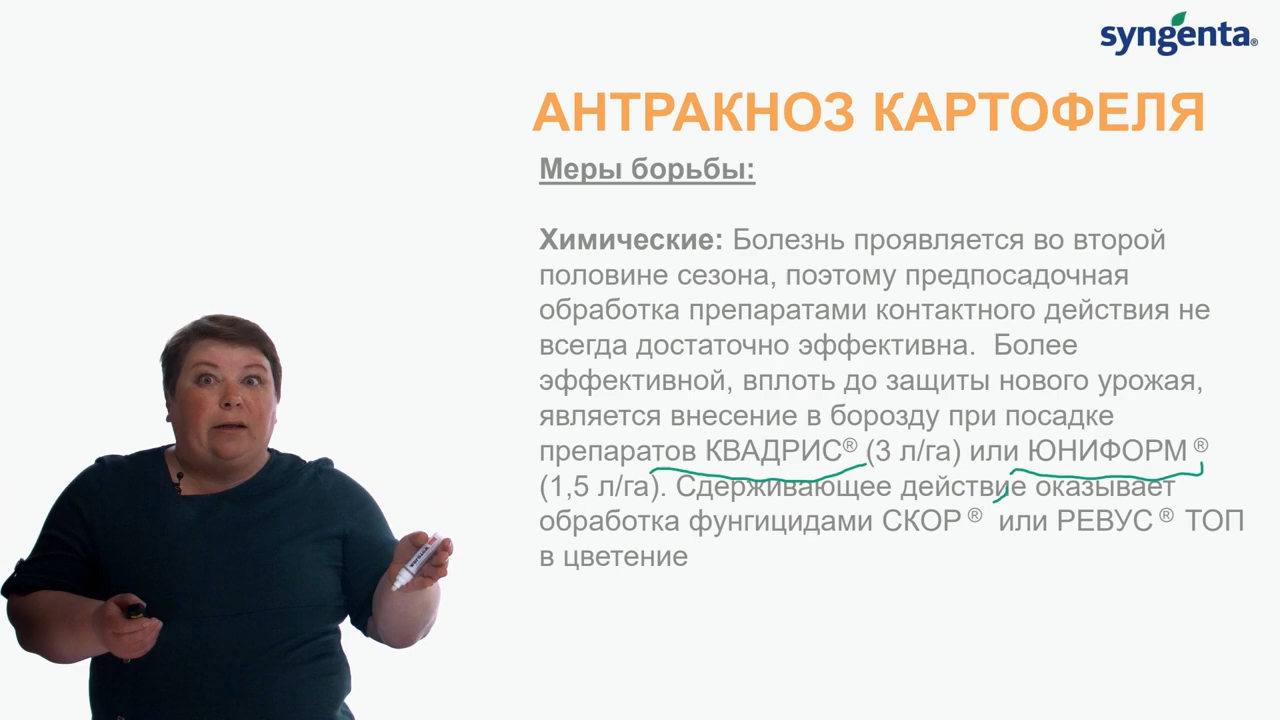 syngenta®
АНТРАКНОЗ КАРТОФЕЛЯ
Меры борьбы:
Химические: Болезнь проявляется во второй
половине сезона, поэтому предпосадочная
обработка препаратами контактного действия не
всегда достаточно эффективна. Более
эффективной, вплоть до защиты нового урожая,
является внесение в борозду при посадке
препаратов КВАДРИС® (3 л/га) или ЮНИФОРМ ®
(1,5 л/га). Сдерживающее действие оказывает
обработка фунгицидами СКОР ® или РЕВУС ® ТОП
в цветение